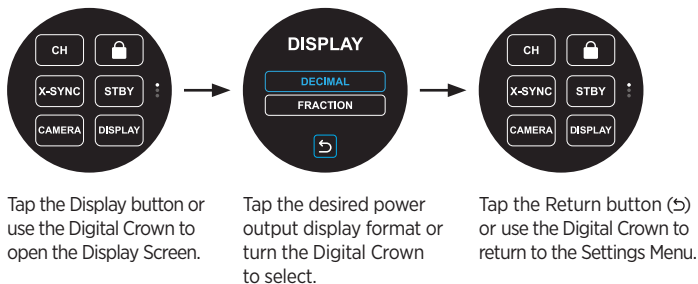 CH
X-SYNC STBY
CAMERA DISPLAY
DISPLAY
DECIMAL
FRACTION
CH
X-SYNC STBY
CAMERA DISPLAY
Tap the Display button or
use the Digital Crown to
open the Display Screen.
Tap the desired power
output display format or
turn the Digital Crown
to select.
Tap the Return button (⮌)
or use the Digital Crown to
return to the Settings Menu.